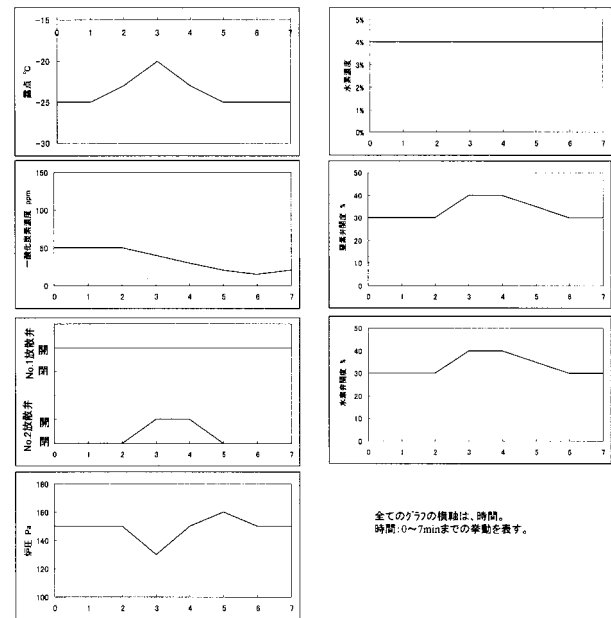 -15
-20
-25
-30
0 1 2 3 4 5 6 7
露点 ℃
5%
4%
3%
2%
1%
0%
0 1 2 3 4 5 6 7
水素濃度
150
100
50
0
0 1 2 3 4 5 6 7
一酸化炭素濃度 ppm
50
40
30
20
10
0
0 1 2 3 4 5 6 7
窒素弁開度 %
No.1放散弁
開
閉
No.2放散弁
開
閉
0 1 2 3 4 5 6 7
50
40
30
20
10
0
0 1 2 3 4 5 6 7
水素弁開度 %
180
160
140
120
100
0 1 2 3 4 5 6 7
炉圧 Pa
全てのグラフの横軸は、時間。
時間:0～7minまでの挙動を表す。